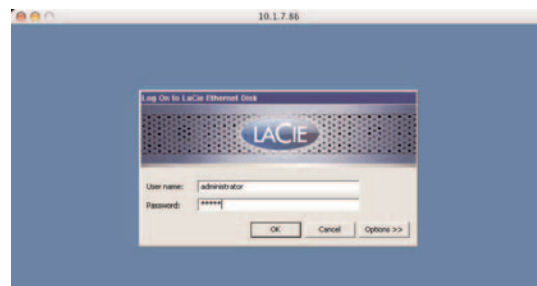 10.1.7.86
Log On to LaCie Ethernet Disk
LACIE
User name: administrator
Password: *****
OK Cancel Options >>